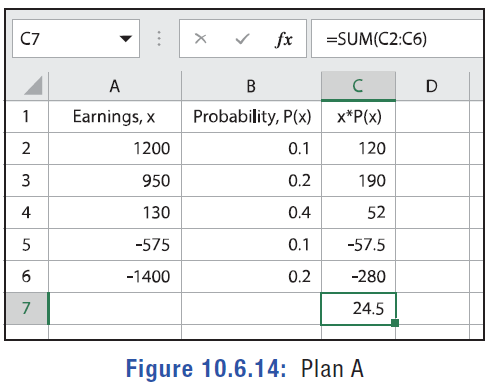 C7 fx =SUM(C2:C6)
A B C D
1 Earnings, x Probability, P(x) x*P(x)
2 1200 0.1 120
3 950 0.2 190
4 130 0.4 52
5 -575 0.1 -57.5
6 -1400 0.2 -280
7 24.5
Figure 10.6.14: Plan A